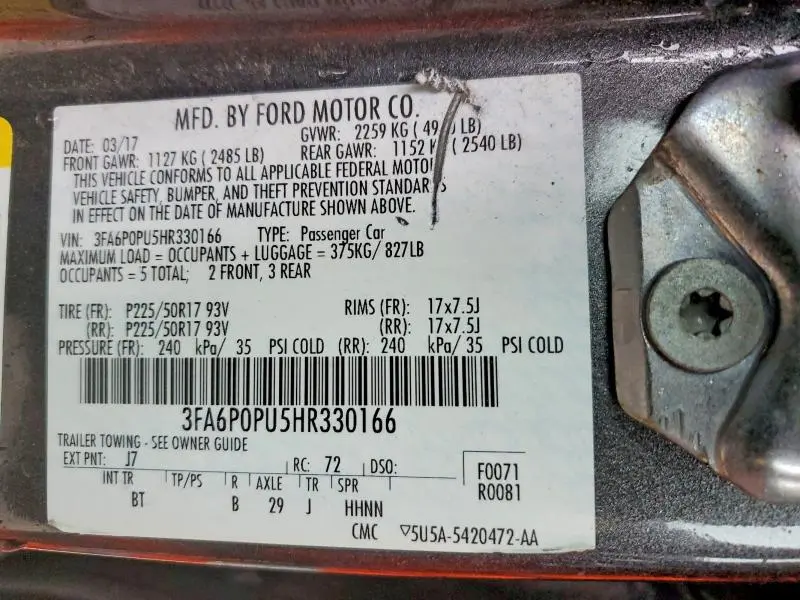 MFD. BY FORD MOTOR CO.
DATE: 03/17 GVWR: 2259 KG ( LB)
FRONT GAWR: 1127 KG ( 2485 LB) REAR GAWR: 1152 ( 2540 LB)
THIS VEHICLE CONFORMS TO ALL APPLICABLE FEDERAL MOTOR
VEHICLE SAFETY, BUMPER, AND THEFT PREVENTION STANDARDS
IN EFFECT ON THE DATE OF MANUFACTURE SHOWN ABOVE.
VIN: 3FA6P0PU5HR330166 TYPE: Passenger Car
MAXIMUM LOAD = OCCUPANTS + LUGGAGE = 375KG/ 827LB
OCCUPANTS = 5 TOTAL; 2 FRONT, 3 REAR
TIRE (FR): P225/50R17 93V RIMS (FR): 17x7.5J
(RR): P225/50R17 93V (RR): 17x7.5J
PRESSURE (FR): 240 kPa/ 35 PSI COLD (RR): 240 kPa/ 35 PSI COLD
3FA6P0PU5HR330166
TRAILER TOWING - SEE OWNER GUIDE
EXT PNT: J7 RC: 72 DSO: F0071
INT TR TP/PS R AXLE TR SPR R0081
BT B 29 J HHNN
CMC ▽5U5A-5420472-AA